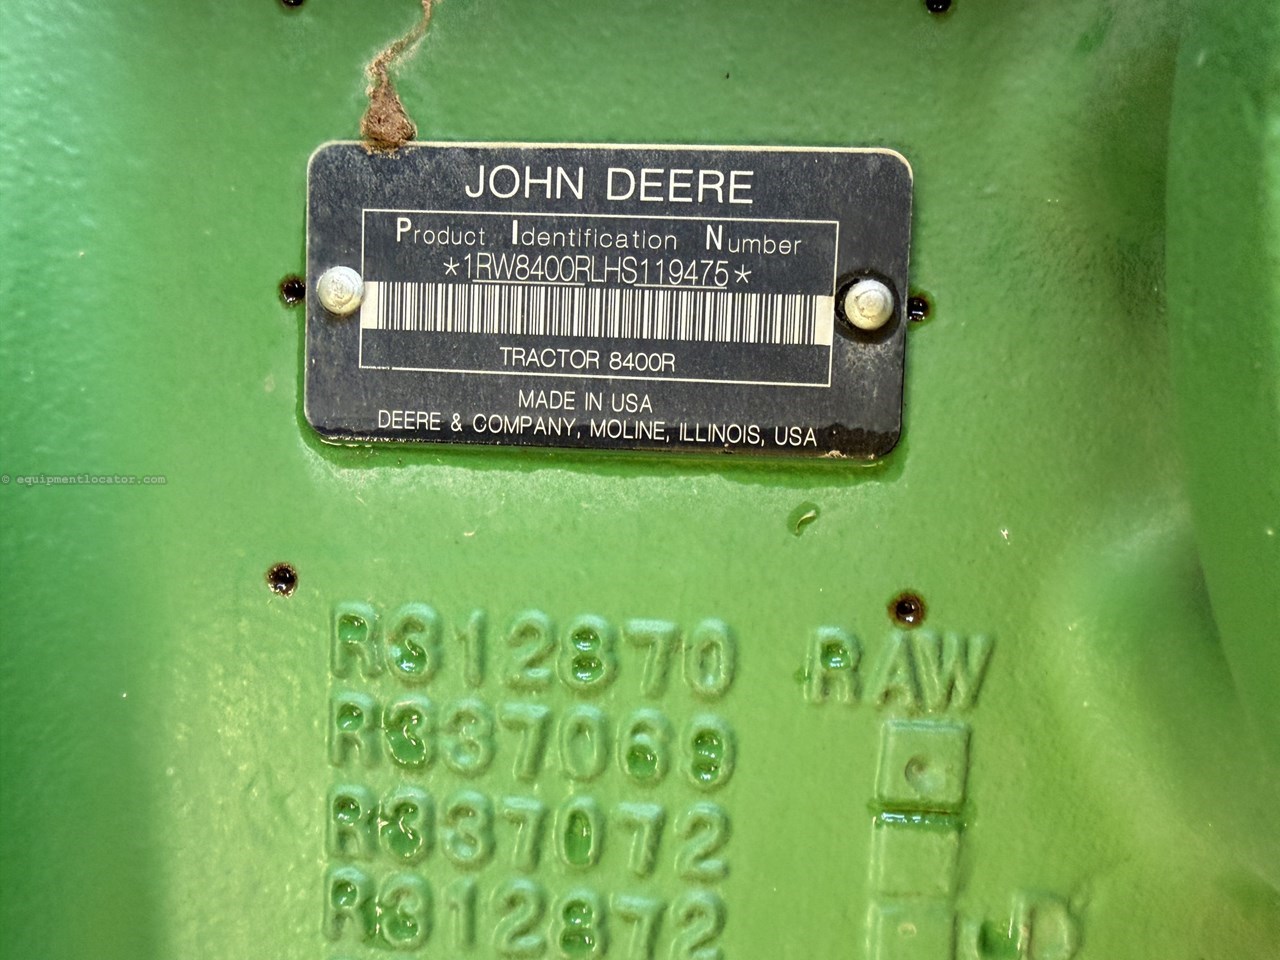 JOHN DEERE
Product Identification Number
*1RW8400RLHS119475*
TRACTOR 8400R
MADE IN USA
DEERE & COMPANY, MOLINE, ILLINOIS, USA
© equipmentlocator.com
R312870 RAW
R337069
R337072
R312872